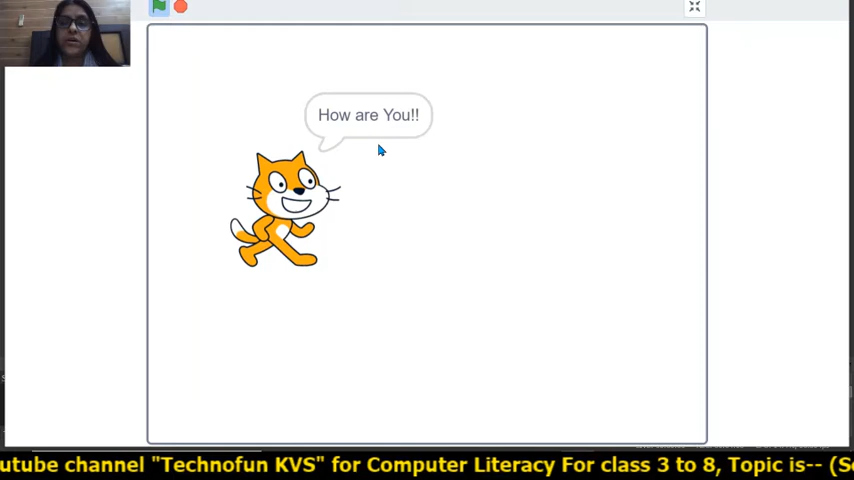 How are You!!
utube channel "Technofun KVS" for Computer Literacy For class 3 to 8, Topic is-- (S